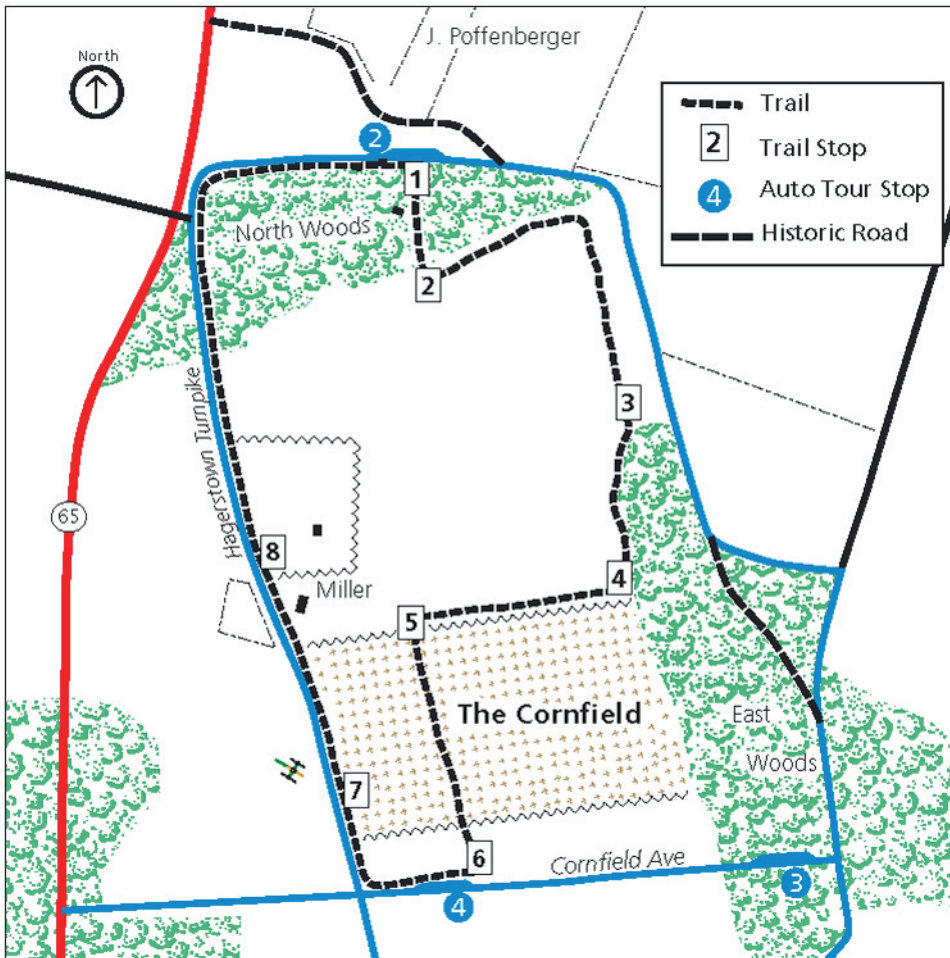 J. Poffenberger
North
Trail
2
Trail Stop
4
Auto Tour Stop
Historic Road
2
1
North Woods
2
Hagerstown Turnpike
3
65
8
4
Miller
5
The Cornfield
East
Woods
7
6
Cornfield Ave
3
4